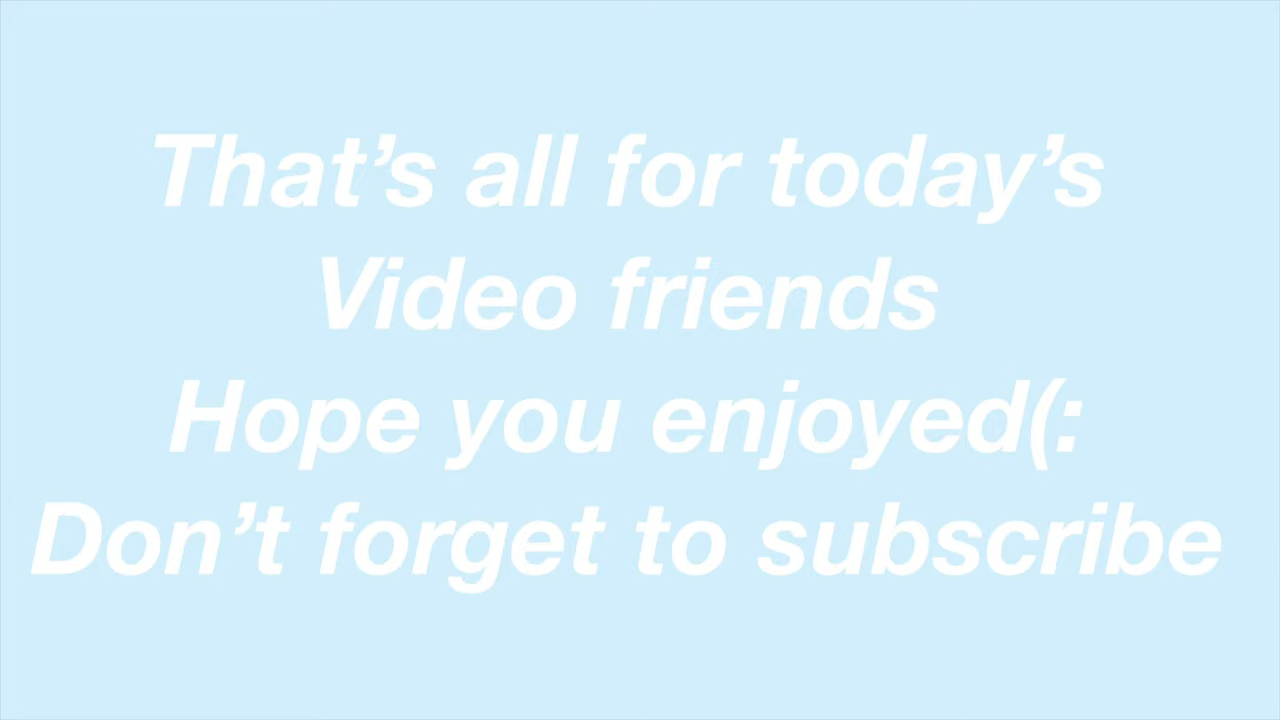 That’s all for today’s
Video friends
Hope you enjoyed(:
Don’t forget to subscribe